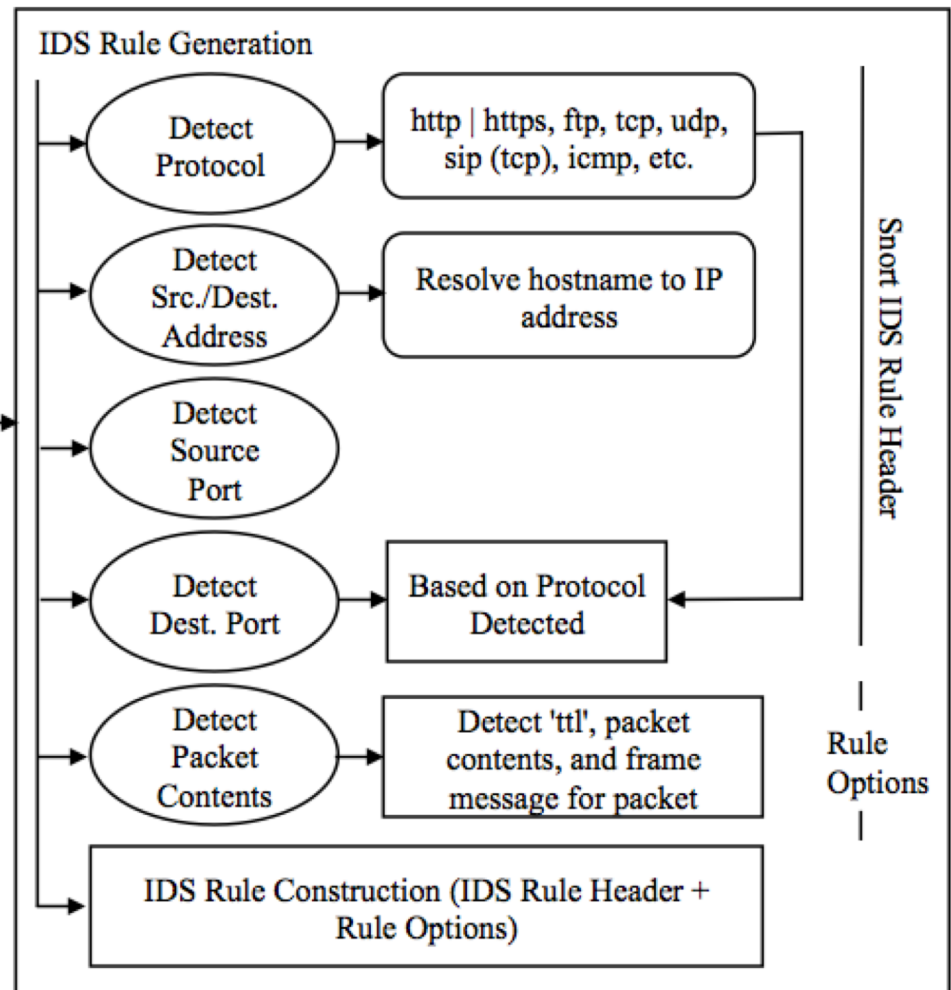 IDS Rule Generation
Detect
Protocol
http | https, ftp, tcp, udp,
sip (tcp), icmp, etc.
Detect
Src./Dest.
Address
Resolve hostname to IP
address
Detect
Source
Port
Detect
Dest. Port
Based on Protocol
Detected
Snort IDS Rule Header
Detect
Packet
Contents
Detect 'ttl', packet
contents, and frame
message for packet
Rule
Options
IDS Rule Construction (IDS Rule Header +
Rule Options)